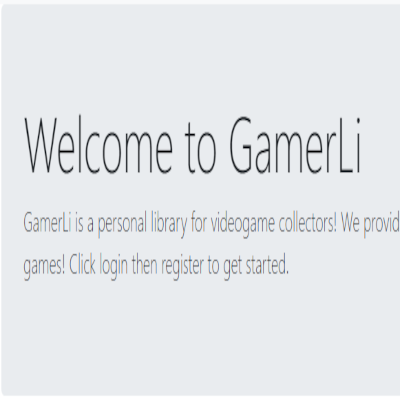 Welcome to GamerLi
GamerLi is a personal library for videogame collectors! We provid
games! Click login then register to get started.